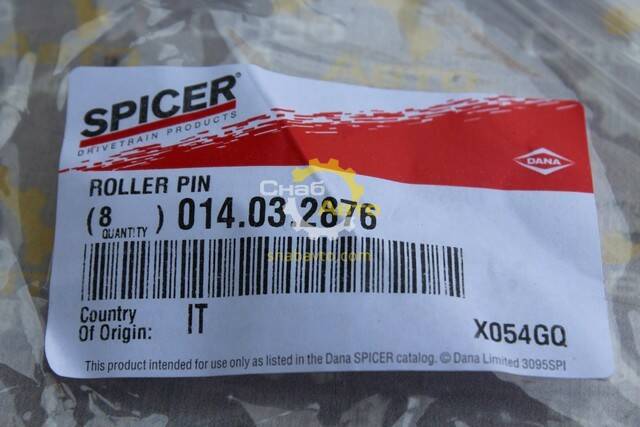 SPICER®
DRIVETRAIN PRODUCTS
DANA
ROLLER PIN
(8) 014.03.2876
QUANTITY
Снаб
Авто
snabavto.com
Country
Of Origin:
IT
X054GQ
This product intended for use only as listed in the Dana SPICER catalog. © Dana Limited 3095SPI